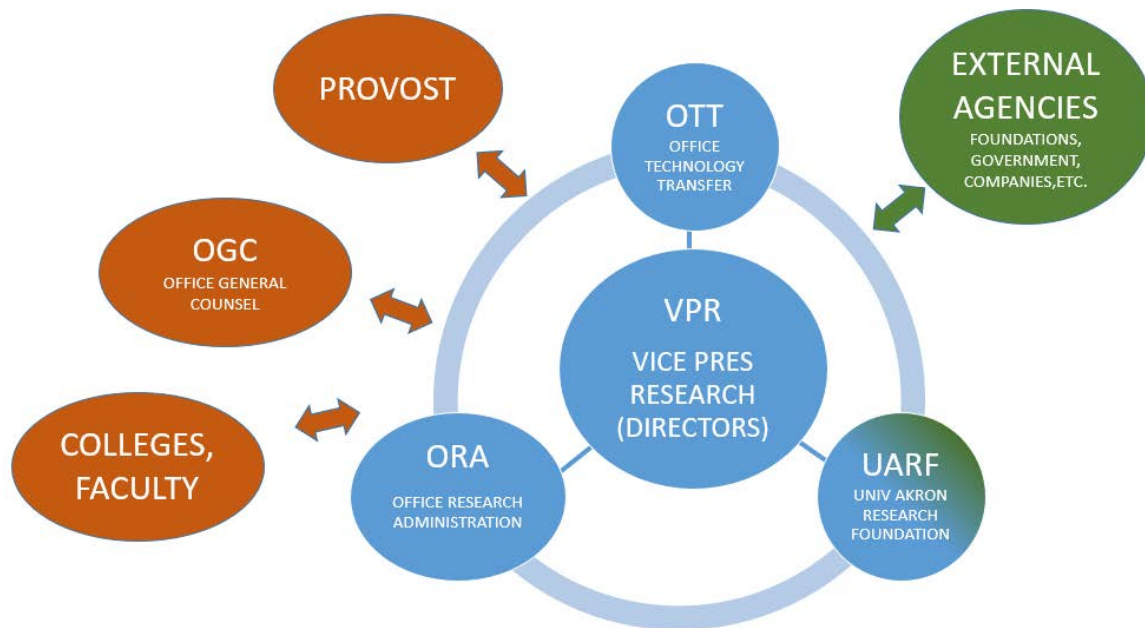 PROVOST
OTT
OFFICE
TECHNOLOGY
TRANSFER
EXTERNAL
AGENCIES
FOUNDATIONS,
GOVERNMENT,
COMPANIES,ETC.
OGC
OFFICE GENERAL
COUNSEL
VPR
VICE PRES
RESEARCH
(DIRECTORS)
COLLEGES,
FACULTY
ORA
OFFICE RESEARCH
ADMINISTRATION
UARF
UNIV AKRON
RESEARCH
FOUNDATION